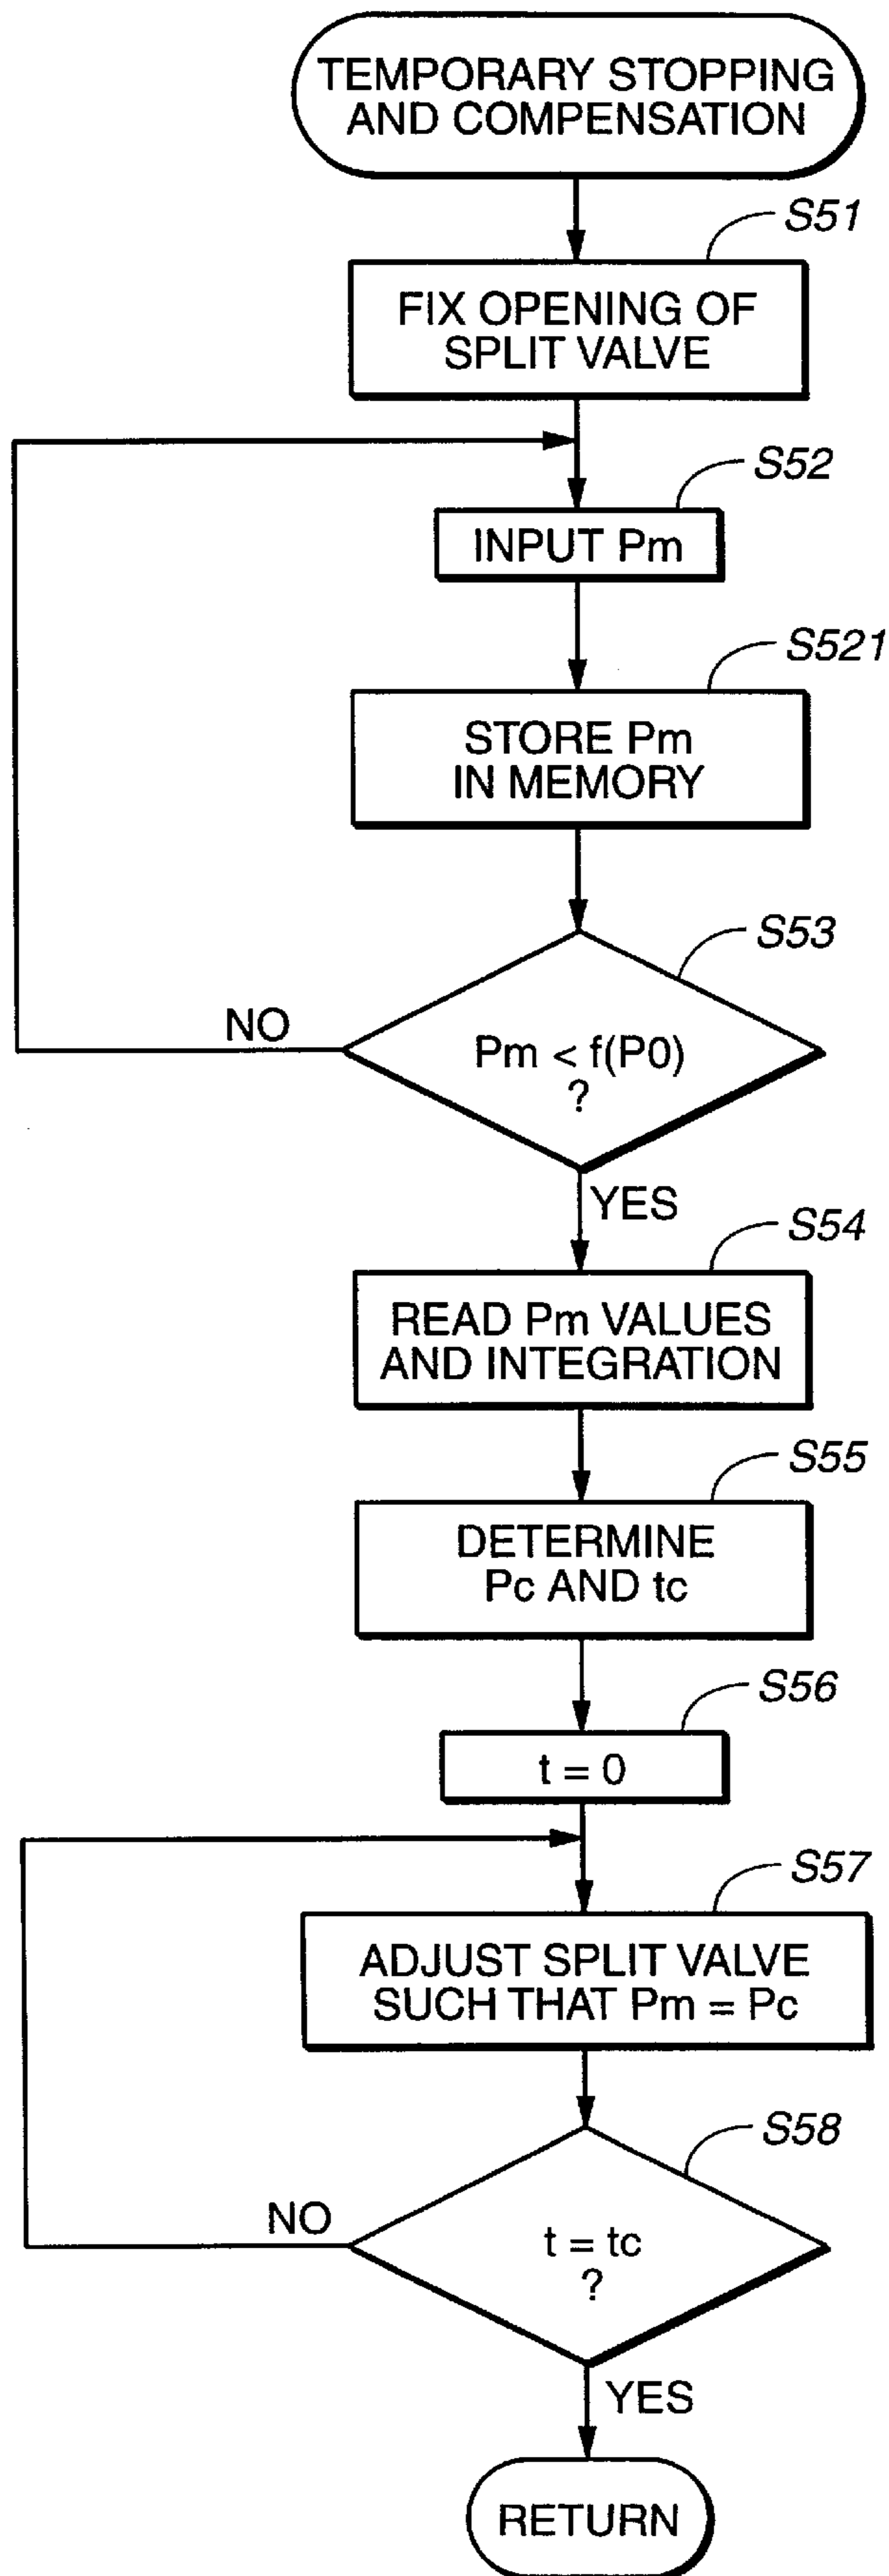 TEMPORARY STOPPING
AND COMPENSATION
S51
FIX OPENING OF
SPLIT VALVE
S52
INPUT Pm
S521
STORE Pm
IN MEMORY
S53
NO
Pm < f(P0)
?
YES
S54
READ Pm VALUES
AND INTEGRATION
S55
DETERMINE
Pc AND tc
S56
t = 0
S57
ADJUST SPLIT VALVE
SUCH THAT Pm = Pc
S58
NO
t = tc
?
YES
RETURN